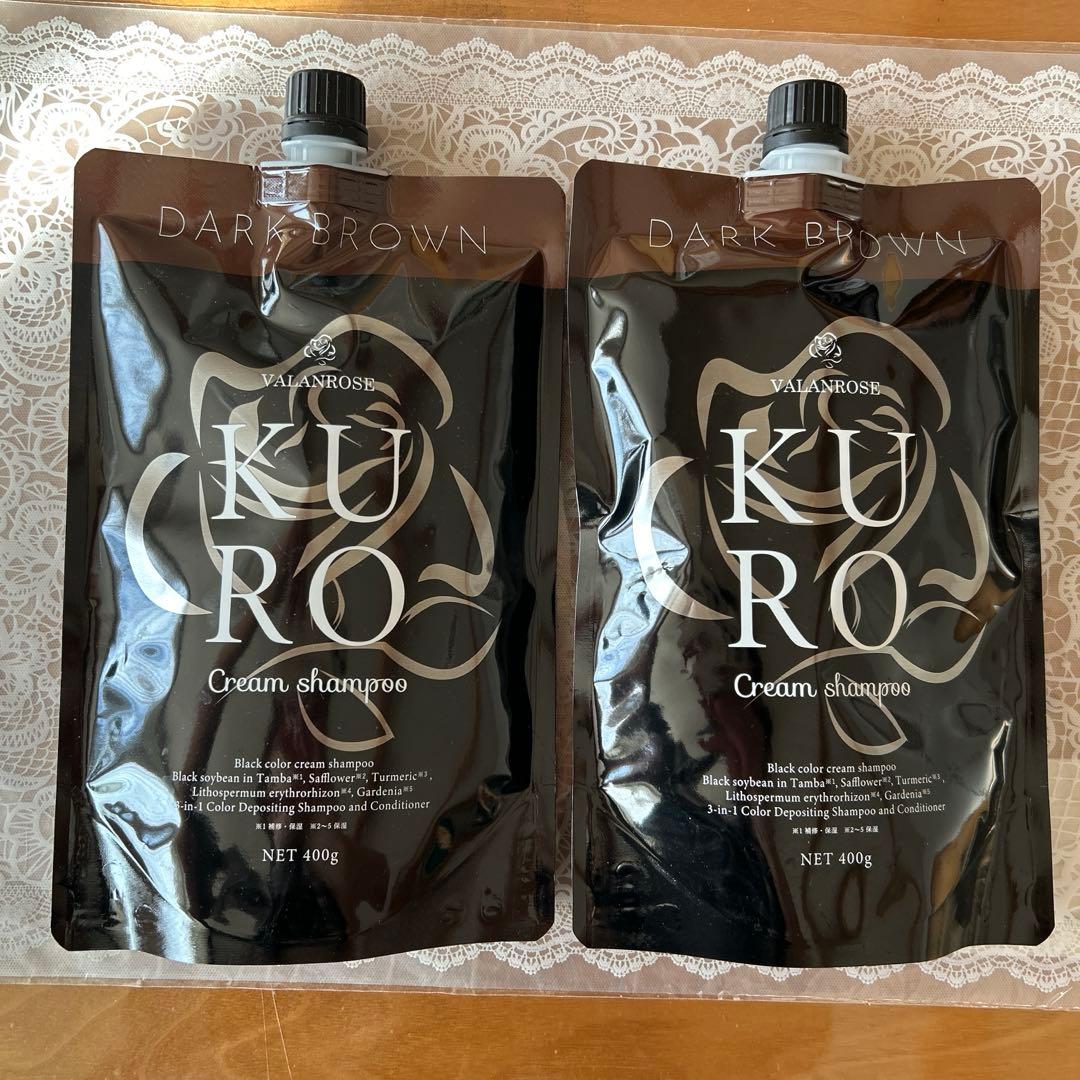 DARK BROWN
VALANROSE
KU
RO
Cream shampoo
Black color cream shampoo
Black soybean in Tamba※1, Safflower※2, Turmeric※3,
Lithospermum erythrorhizon※4, Gardenia※5
3-in-1 Color Depositing Shampoo and Conditioner
※1 補修・保湿 ※2~5 保湿
NET 400g
DARK BROWN
VALANROSE
KU
RO
Cream shampoo
Black color cream shampoo
Black soybean in Tamba※1, Safflower※2, Turmeric※3,
Lithospermum erythrorhizon※4, Gardenia※5
3-in-1 Color Depositing Shampoo and Conditioner
※1 補修・保湿 ※2~5 保湿
NET 400g